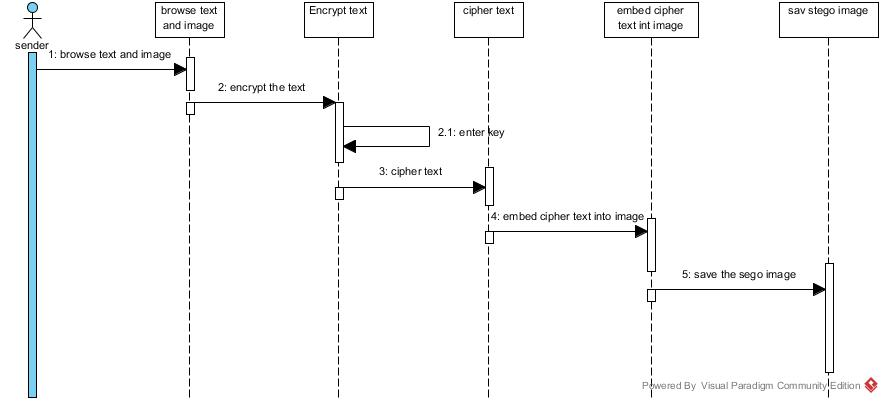 browse text
and image
Encrypt text
cipher text
embed cipher
text int image
sav stego image
sender
1: browse text and image
2: encrypt the text
2.1: enter key
3: cipher text
4: embed cipher text into image
5: save the sego image
Powered By Visual Paradigm Community Edition